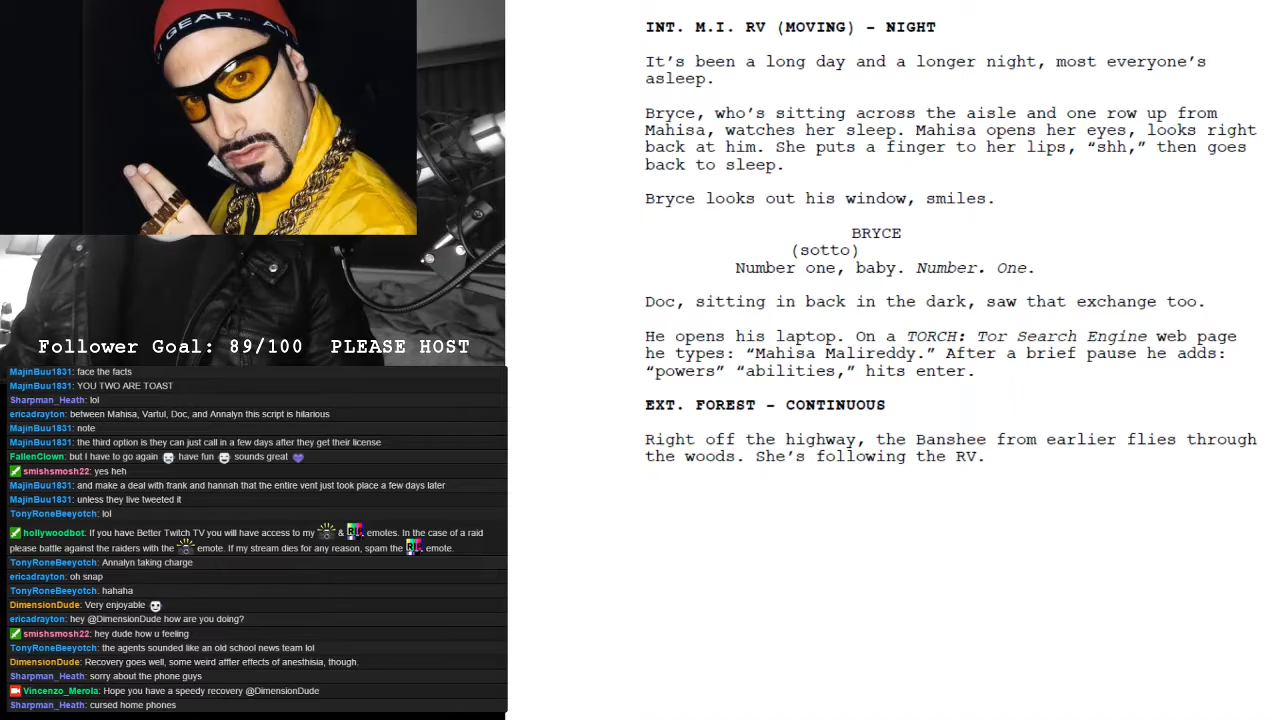 GEAR
AL
Follower Goal: 89/100 PLEASE HOST
MajinBuu1831: face the facts
MajinBuu1831: YOU TWO ARE TOAST
Sharpman_Heath: lol
ericadrayton: between Mahisa, Vartul, Doc, and Annalyn this script is hilarious
MajinBuu1831: note
MajinBuu1831: the third option is they can just call in a few days after they get their license
FallenClown: but I have to go again have fun sounds great
smishsmosh22: yes heh
MajinBuu1831: and make a deal with frank and hannah that the entire vent just took place a few days later
MajinBuu1831: unless they live tweeted it
TonyRoneBeeyotch: lol
hollywoodbot: If you have Better Twitch TV you will have access to my & emotes. In the case of a raid
please battle against the raiders with the emote. If my stream dies for any reason, spam the emote.
TonyRoneBeeyotch: Annalyn taking charge
ericadrayton: oh snap
TonyRoneBeeyotch: hahaha
DimensionDude: Very enjoyable
ericadrayton: hey @DimensionDude how are you doing?
smishsmosh22: hey dude how u feeling
TonyRoneBeeyotch: the agents sounded like an old school news team lol
DimensionDude: Recovery goes well, some weird affter effects of anesthisia, though.
Sharpman_Heath: sorry about the phone guys
Vincenzo_Merola: Hope you have a speedy recovery @DimensionDude
Sharpman_Heath: cursed home phones
INT. M.I. RV (MOVING) – NIGHT
It's been a long day and a longer night, most everyone's
asleep.
Bryce, who's sitting across the aisle and one row up from
Mahisa, watches her sleep. Mahisa opens her eyes, looks right
back at him. She puts a finger to her lips, “shh,” then goes
back to sleep.
Bryce looks out his window, smiles.
BRYCE
(sotto)
Number one, baby. Number. One.
Doc, sitting in back in the dark, saw that exchange too.
He opens his laptop. On a TORCH: Tor Search Engine web page
he types: “Mahisa Malireddy.” After a brief pause he adds:
“powers” “abilities,” hits enter.
EXT. FOREST – CONTINUOUS
Right off the highway, the Banshee from earlier flies through
the woods. She's following the RV.